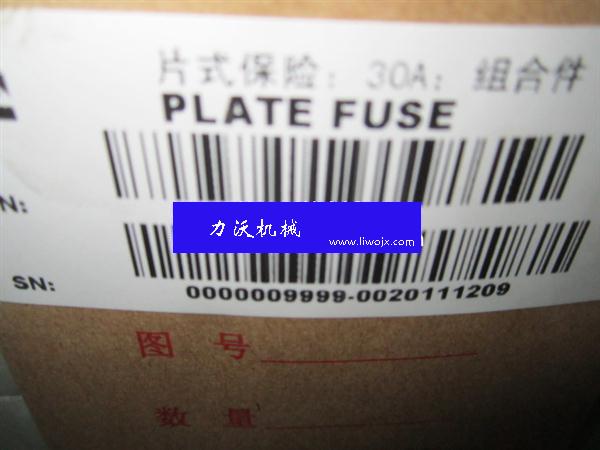 片式保险：30A：组合件
PLATE FUSE
N:
力沃机械
www.liwojx.com
SN:
0000009999-0020111209
图 号
数 量